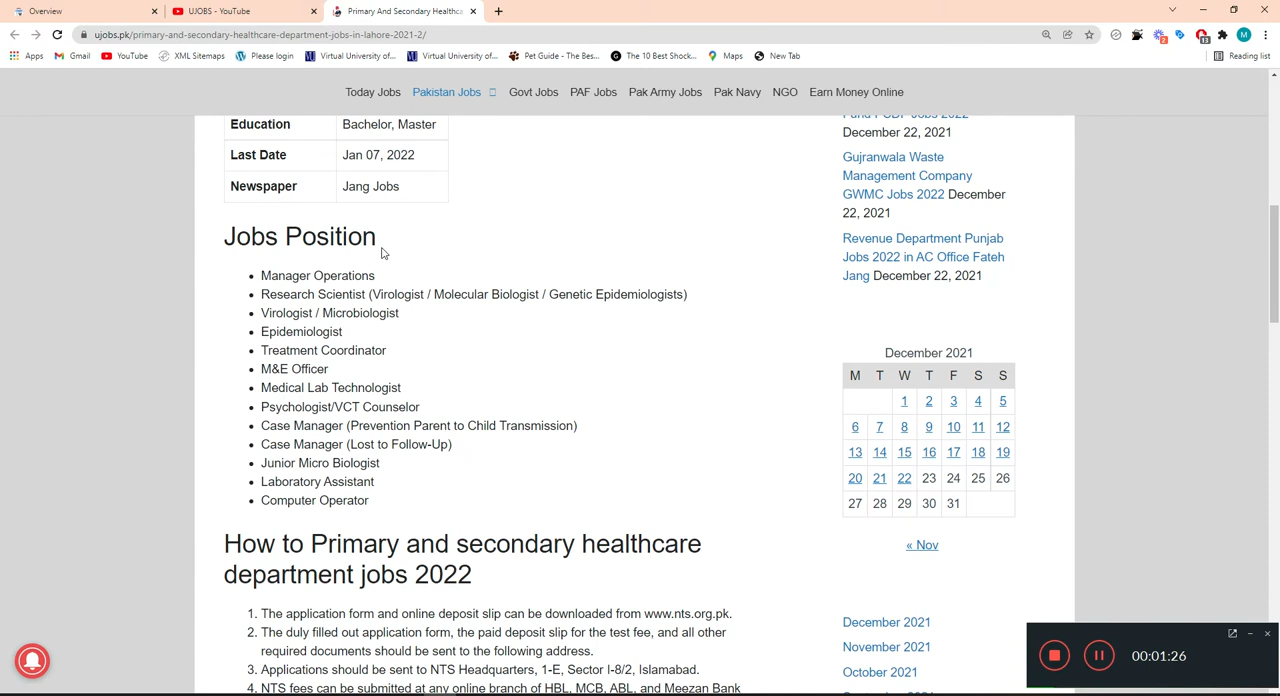 Overview
UJOBS - YouTube
Primary And Secondary Healthca
ujobs.pk/primary-and-secondary-healthcare-department-jobs-in-lahore-2021-2/
Apps
Gmail
YouTube
XML Sitemaps
Please login
Virtual University of...
Virtual University of...
Pet Guide - The Bes...
The 10 Best Shock...
Maps
New Tab
Reading list
Today Jobs
Pakistan Jobs
Govt Jobs
PAF Jobs
Pak Army Jobs
Pak Navy
NGO
Earn Money Online
Education Bachelor, Master
Last Date Jan 07, 2022
Newspaper Jang Jobs
Jobs Position
Manager Operations
Research Scientist (Virologist / Molecular Biologist / Genetic Epidemiologists)
Virologist / Microbiologist
Epidemiologist
Treatment Coordinator
M&E Officer
Medical Lab Technologist
Psychologist/VCT Counselor
Case Manager (Prevention Parent to Child Transmission)
Case Manager (Lost to Follow-Up)
Junior Micro Biologist
Laboratory Assistant
Computer Operator
How to Primary and secondary healthcare
department jobs 2022
1. The application form and online deposit slip can be downloaded from www.nts.org.pk.
2. The duly filled out application form, the paid deposit slip for the test fee, and all other
required documents should be sent to the following address.
3. Applications should be sent to NTS Headquarters, 1-E, Sector I-8/2, Islamabad.
4. NTS fees can be submitted at any online branch of HBL, MCB, ABL, and Meezan Bank
Fund PCDP Jobs 2022
December 22, 2021
Gujranwala Waste
Management Company
GWMC Jobs 2022 December
22, 2021
Revenue Department Punjab
Jobs 2022 in AC Office Fateh
Jang December 22, 2021
December 2021
M T W T F S S
1 2 3 4 5
6 7 8 9 10 11 12
13 14 15 16 17 18 19
20 21 22 23 24 25 26
27 28 29 30 31
« Nov
December 2021
November 2021
October 2021
00:01:26